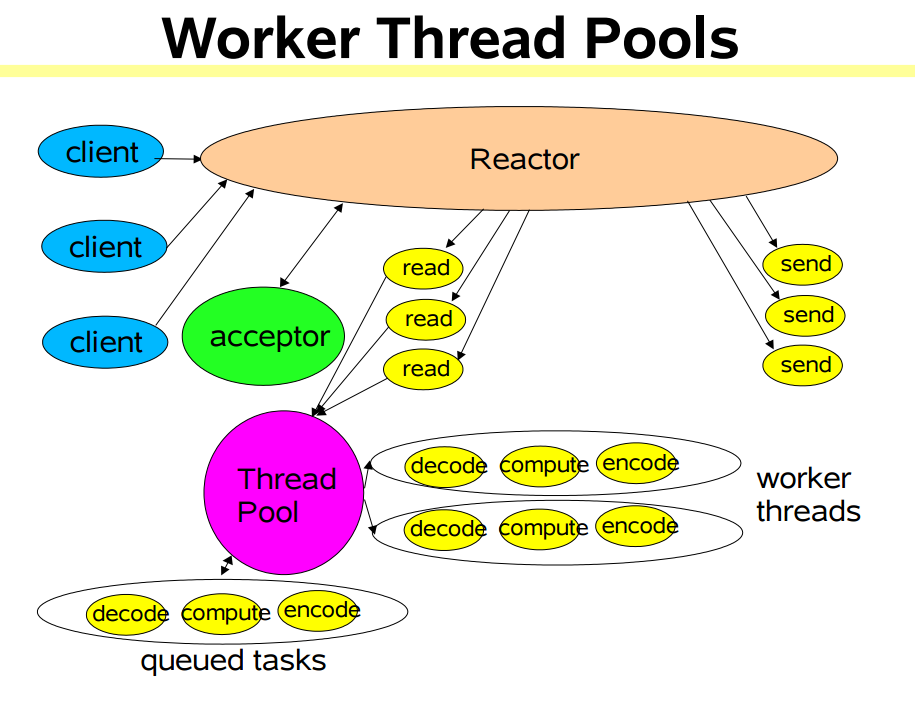 Worker Thread Pools
client
Reactor
client
client
acceptor
read
read
read
send
send
send
Thread
Pool
decode compute encode
decode compute encode
worker
threads
decode compute encode
queued tasks